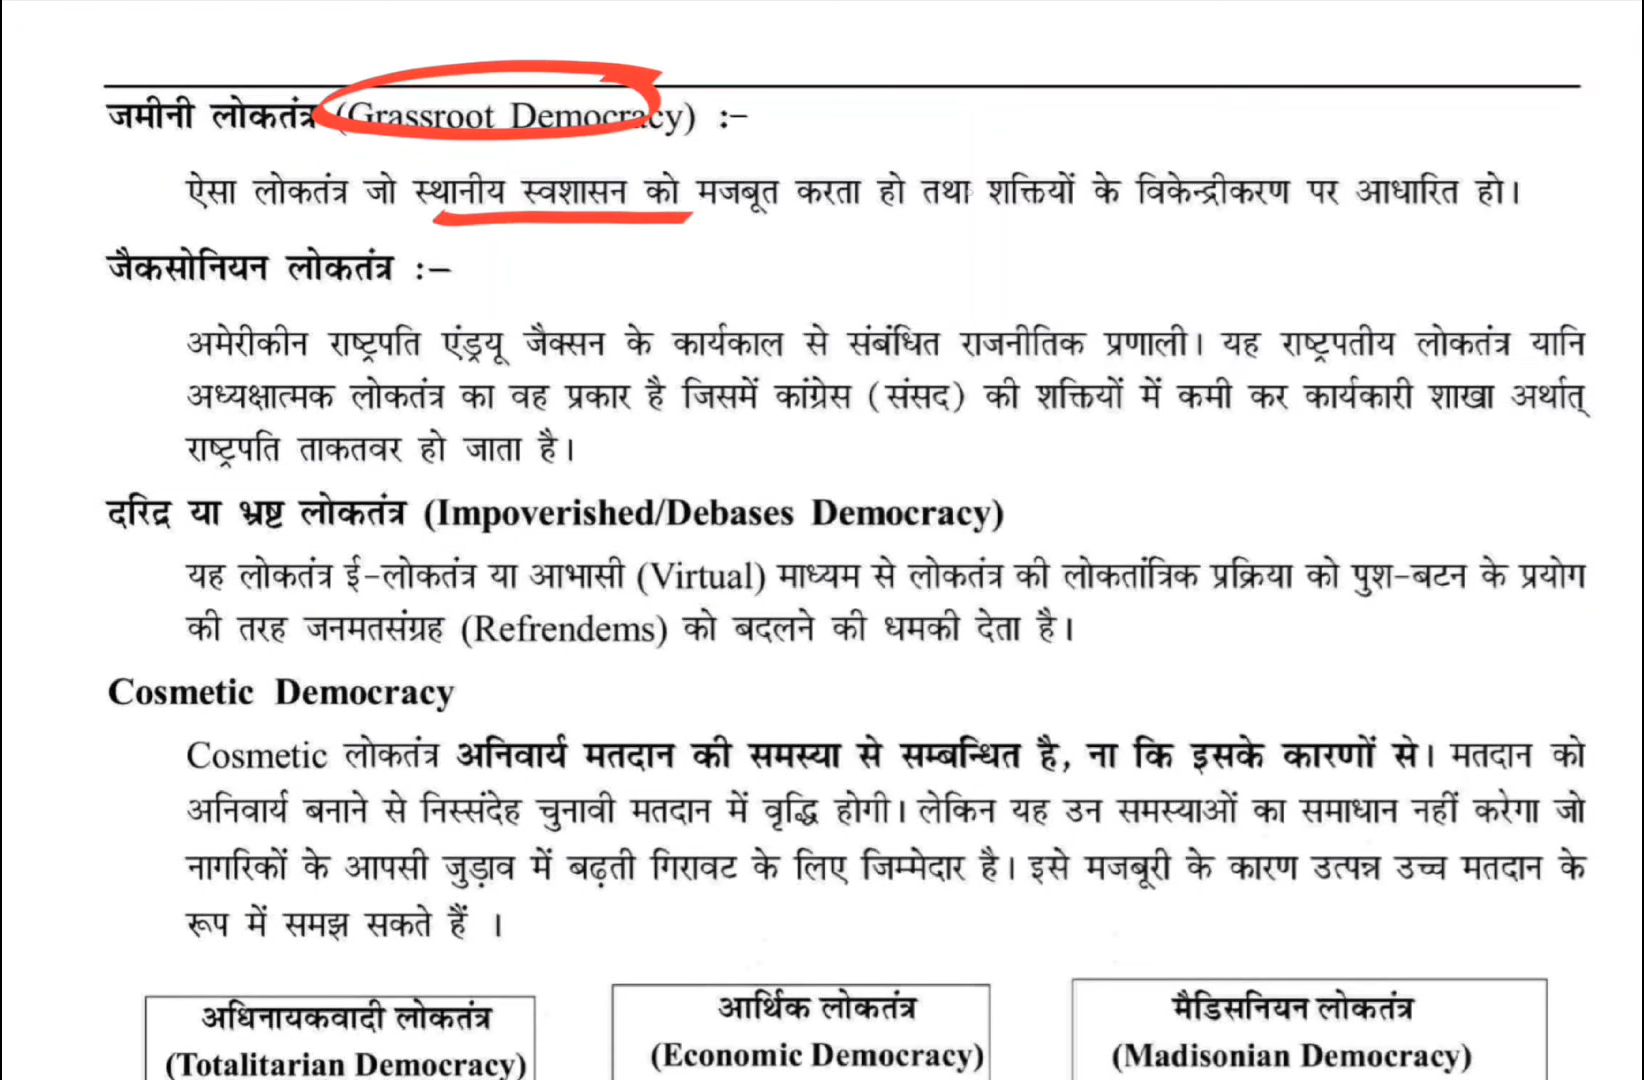 जमीनी लोकतंत्र (Grassroot Democracy) :–
ऐसा लोकतंत्र जो स्थानीय स्वशासन को मजबूत करता हो तथा शक्तियों के विकेन्द्रीकरण पर आधारित हो।
जैकसोनियन लोकतंत्र :–
अमेरीकीन राष्ट्रपति एंड्रयू जैक्सन के कार्यकाल से संबंधित राजनीतिक प्रणाली। यह राष्ट्रपतीय लोकतंत्र यानि
अध्यक्षात्मक लोकतंत्र का वह प्रकार है जिसमें कांग्रेस (संसद) की शक्तियों में कमी कर कार्यकारी शाखा अर्थात्
राष्ट्रपति ताकतवर हो जाता है।
दरिद्र या भ्रष्ट लोकतंत्र (Impoverished/Debases Democracy)
यह लोकतंत्र ई-लोकतंत्र या आभासी (Virtual) माध्यम से लोकतंत्र की लोकतांत्रिक प्रक्रिया को पुश-बटन के प्रयोग
की तरह जनमतसंग्रह (Refrendems) को बदलने की धमकी देता है।
Cosmetic Democracy
Cosmetic लोकतंत्र अनिवार्य मतदान की समस्या से सम्बन्धित है, ना कि इसके कारणों से। मतदान को
अनिवार्य बनाने से निस्संदेह चुनावी मतदान में वृद्धि होगी। लेकिन यह उन समस्याओं का समाधान नहीं करेगा जो
नागरिकों के आपसी जुड़ाव में बढ़ती गिरावट के लिए जिम्मेदार है। इसे मजबूरी के कारण उत्पन्न उच्च मतदान के
रूप में समझ सकते हैं ।
अधिनायकवादी लोकतंत्र
(Totalitarian Democracy)
आर्थिक लोकतंत्र
(Economic Democracy)
मैडिसनियन लोकतंत्र
(Madisonian Democracy)